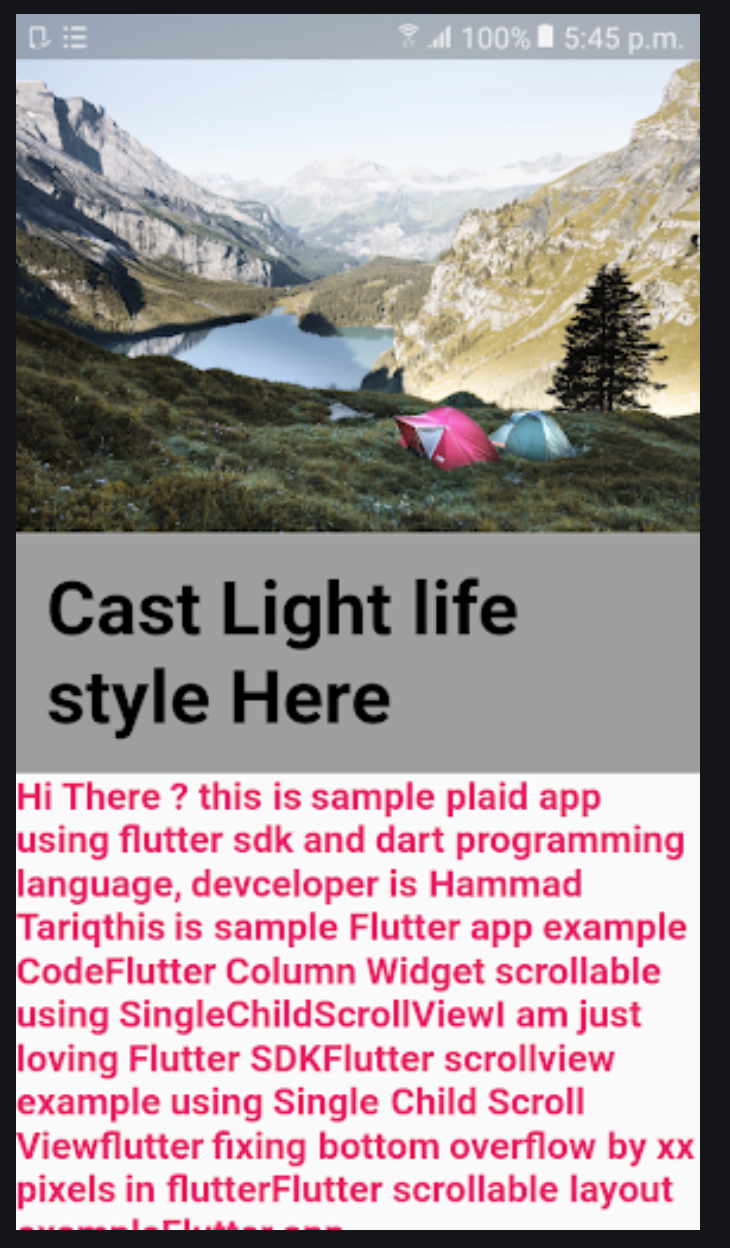 100% 5:45 p.m.
Cast Light life
style Here
Hi There ? this is sample plaid app
using flutter sdk and dart programming
language, devceloper is Hammad
Tariqthis is sample Flutter app example
CodeFlutter Column Widget scrollable
using SingleChildScrollViewI am just
loving Flutter SDKFlutter scrollview
example using Single Child Scroll
Viewflutter fixing bottom overflow by xx
pixels in flutterFlutter scrollable layout
exampleFlutter app